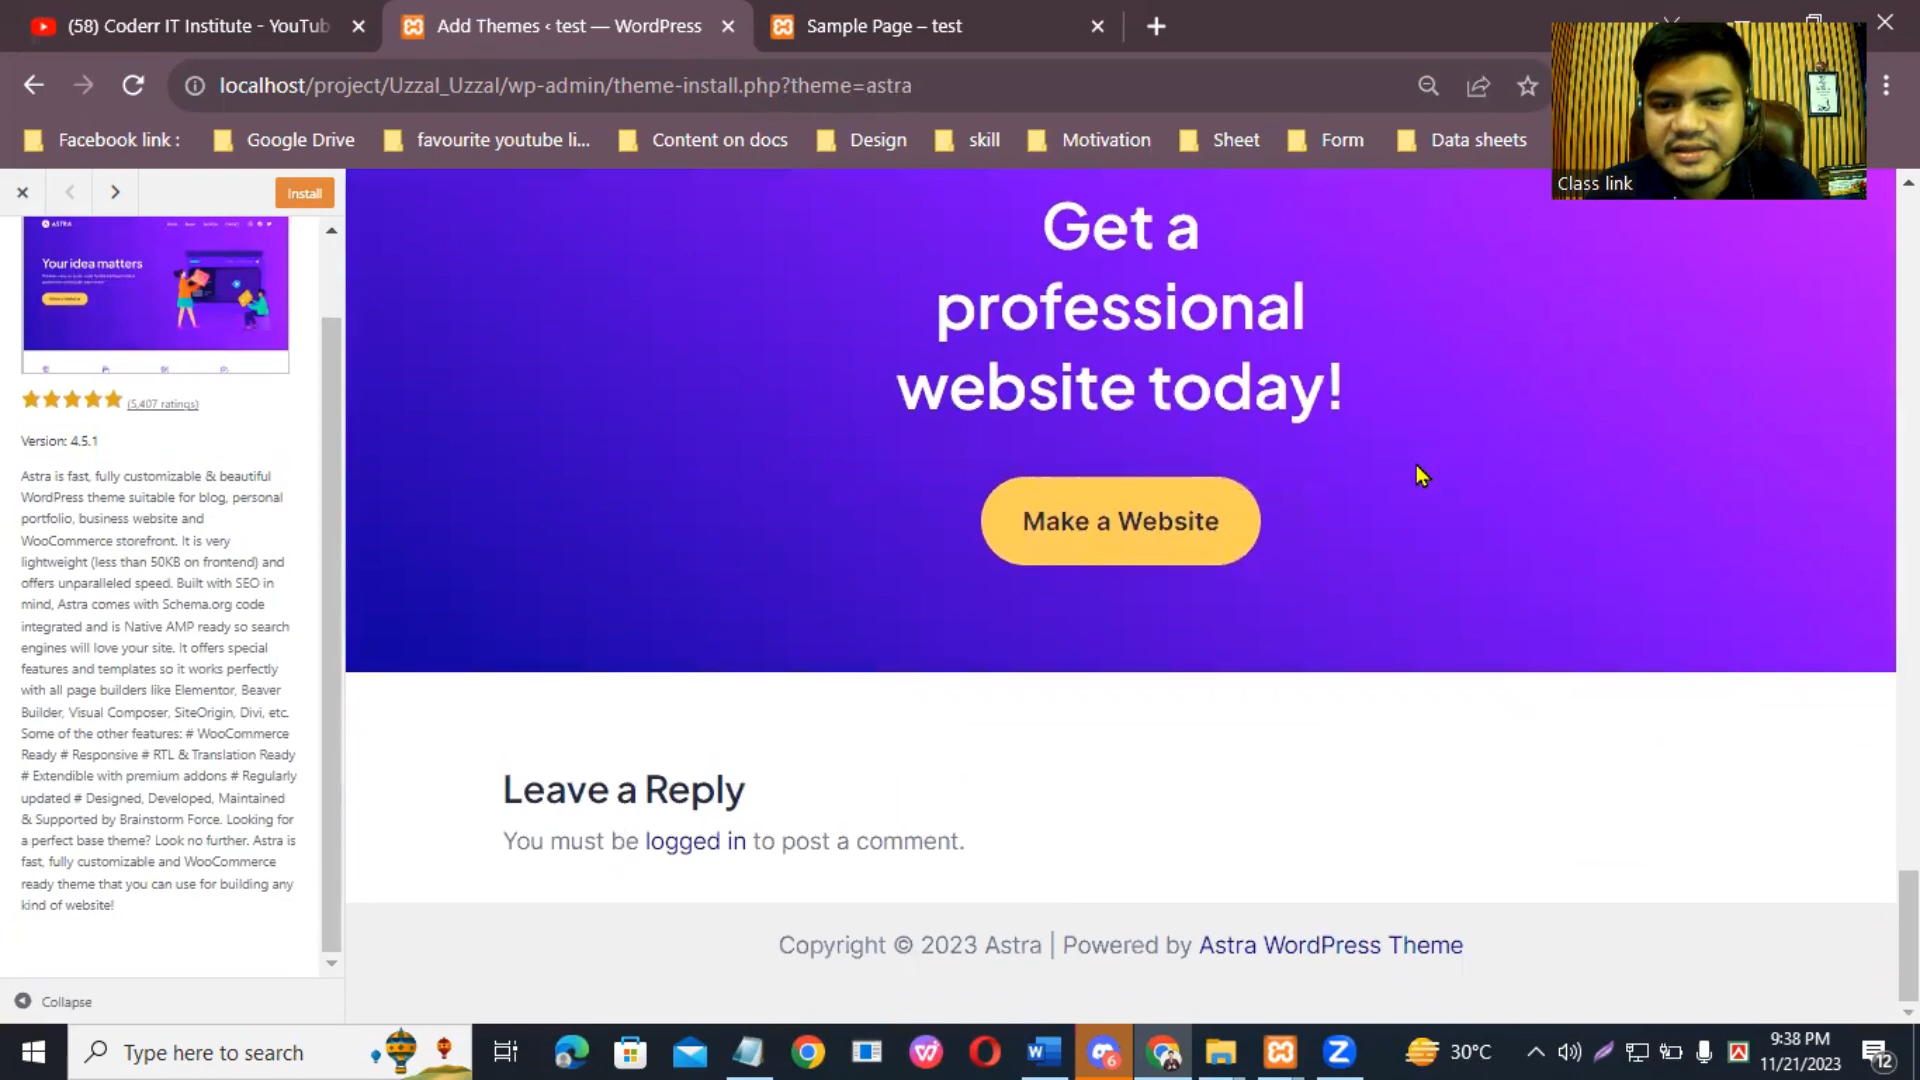 (58) Coderr IT Institute - YouTub
Add Themes ‹ test — WordPress
Sample Page – test
localhost/project/Uzzal_Uzzal/wp-admin/theme-install.php?theme=astra
Facebook link :
Google Drive
favourite youtube li...
Content on docs
Design
skill
Motivation
Sheet
Form
Data sheets
Class link
Install
ASTRA
Your idea matters
(5,407 ratings)
Version: 4.5.1
Astra is fast, fully customizable & beautiful
WordPress theme suitable for blog, personal
portfolio, business website and
WooCommerce storefront. It is very
lightweight (less than 50KB on frontend) and
offers unparalleled speed. Built with SEO in
mind, Astra comes with Schema.org code
integrated and is Native AMP ready so search
engines will love your site. It offers special
features and templates so it works perfectly
with all page builders like Elementor, Beaver
Builder, Visual Composer, SiteOrigin, Divi, etc.
Some of the other features: # WooCommerce
Ready # Responsive # RTL & Translation Ready
# Extendible with premium addons # Regularly
updated # Designed, Developed, Maintained
& Supported by Brainstorm Force. Looking for
a perfect base theme? Look no further. Astra is
fast, fully customizable and WooCommerce
ready theme that you can use for building any
kind of website!
Collapse
Get a
professional
website today!
Make a Website
Leave a Reply
You must be logged in to post a comment.
Copyright © 2023 Astra | Powered by Astra WordPress Theme
Type here to search
6
30°C
9:38 PM
11/21/2023
12